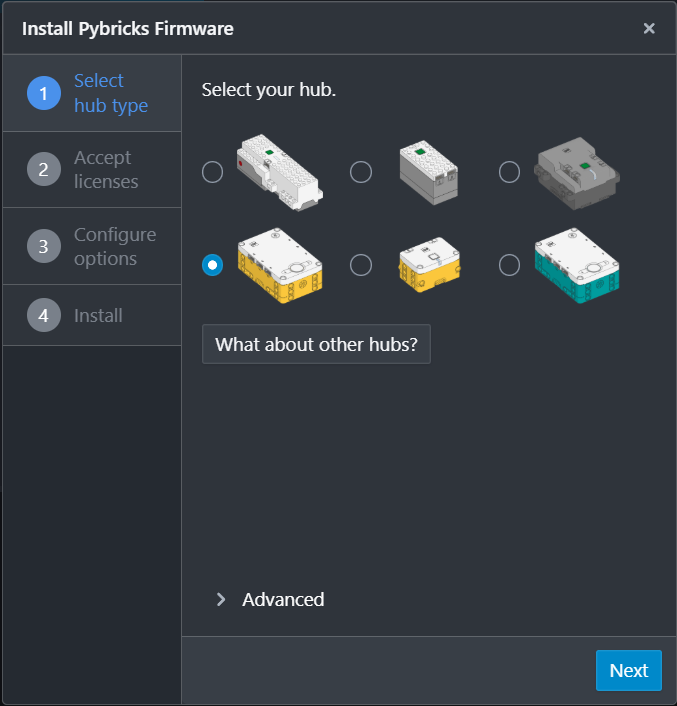 Install Pybricks Firmware
1
Select
hub type
2
Accept
licenses
3
Configure
options
4
Install
Select your hub.
What about other hubs?
Advanced
Next